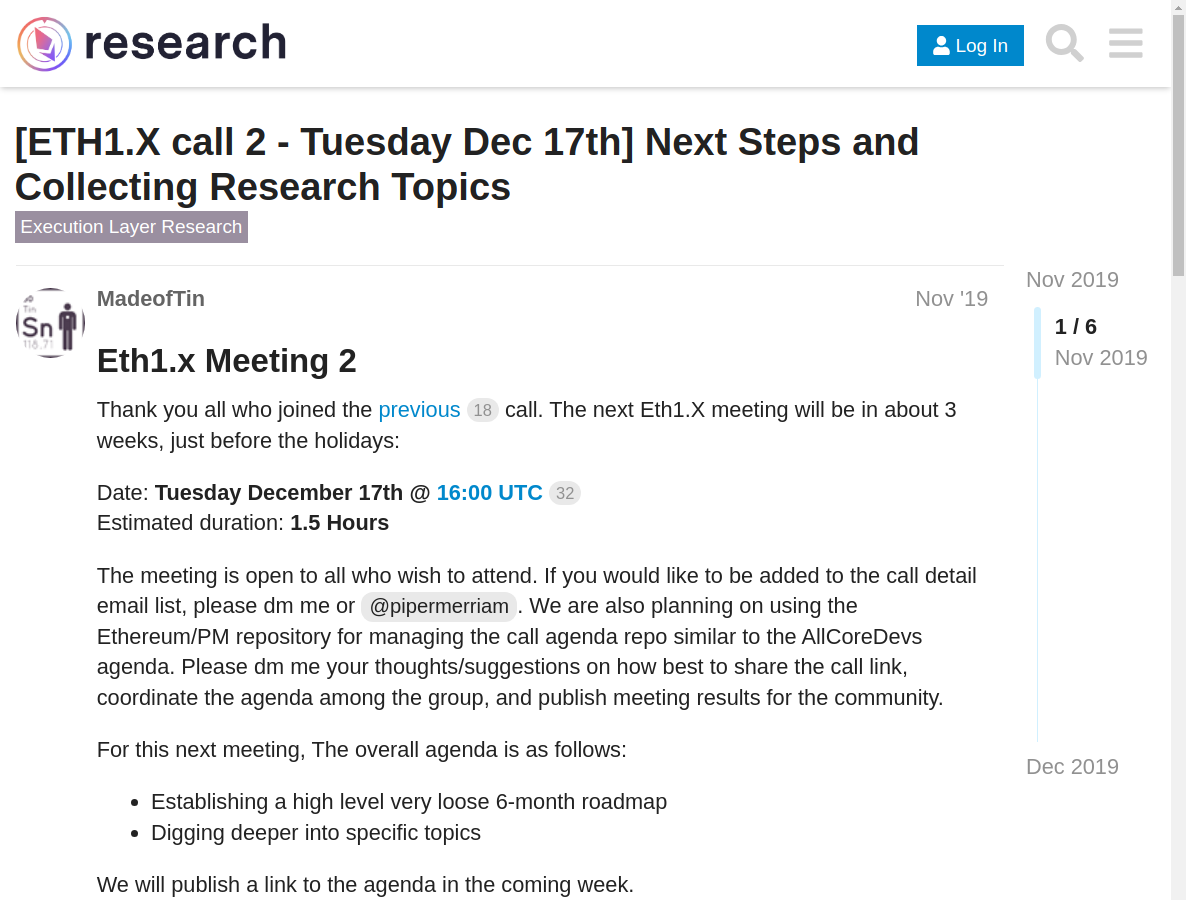 research
Log In
[ETH1.X call 2 - Tuesday Dec 17th] Next Steps and
Collecting Research Topics
Execution Layer Research
Tin
Sn
118.71
MadeofTin
Nov '19
Eth1.x Meeting 2
Thank you all who joined the previous 18 call. The next Eth1.X meeting will be in about 3
weeks, just before the holidays:
Date: Tuesday December 17th @ 16:00 UTC 32
Estimated duration: 1.5 Hours
The meeting is open to all who wish to attend. If you would like to be added to the call detail
email list, please dm me or @pipermerriam. We are also planning on using the
Ethereum/PM repository for managing the call agenda repo similar to the AllCoreDevs
agenda. Please dm me your thoughts/suggestions on how best to share the call link,
coordinate the agenda among the group, and publish meeting results for the community.
For this next meeting, The overall agenda is as follows:
• Establishing a high level very loose 6-month roadmap
• Digging deeper into specific topics
We will publish a link to the agenda in the coming week.
Nov 2019
1 / 6
Nov 2019
Dec 2019